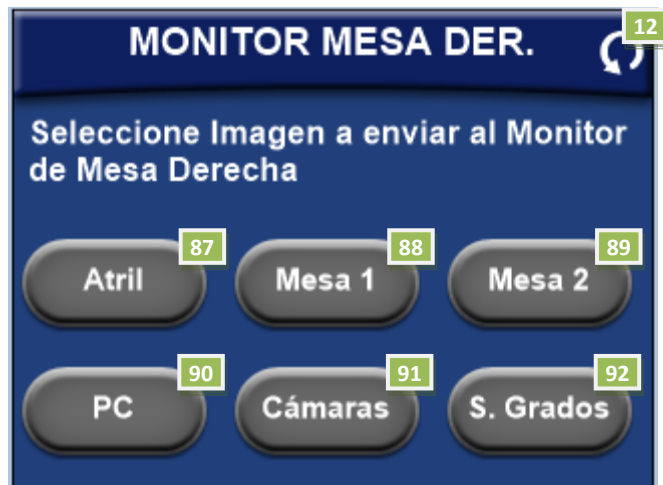 MONITOR MESA DER. 12
Seleccione Imagen a enviar al Monitor
de Mesa Derecha
87 88 89
Atril Mesa 1 Mesa 2
90 91 92
PC Cámaras S. Grados